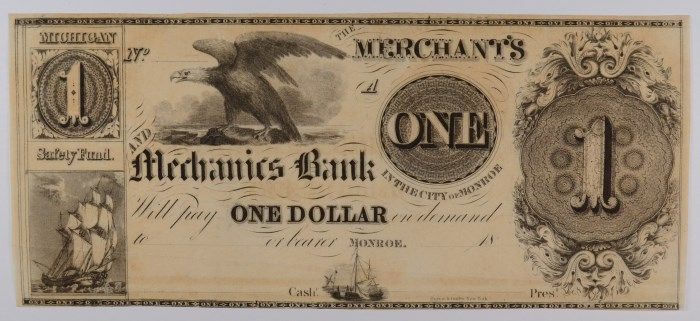 MICHIGAN
1
Safety Fund.
No
THE
MERCHANT'S
A
ONE
AND
Mechanics Bank
IN THE CITY OF MONROE
Will pay ONE DOLLAR on demand
to or bearer MONROE. 18
Cash. Pres.
1